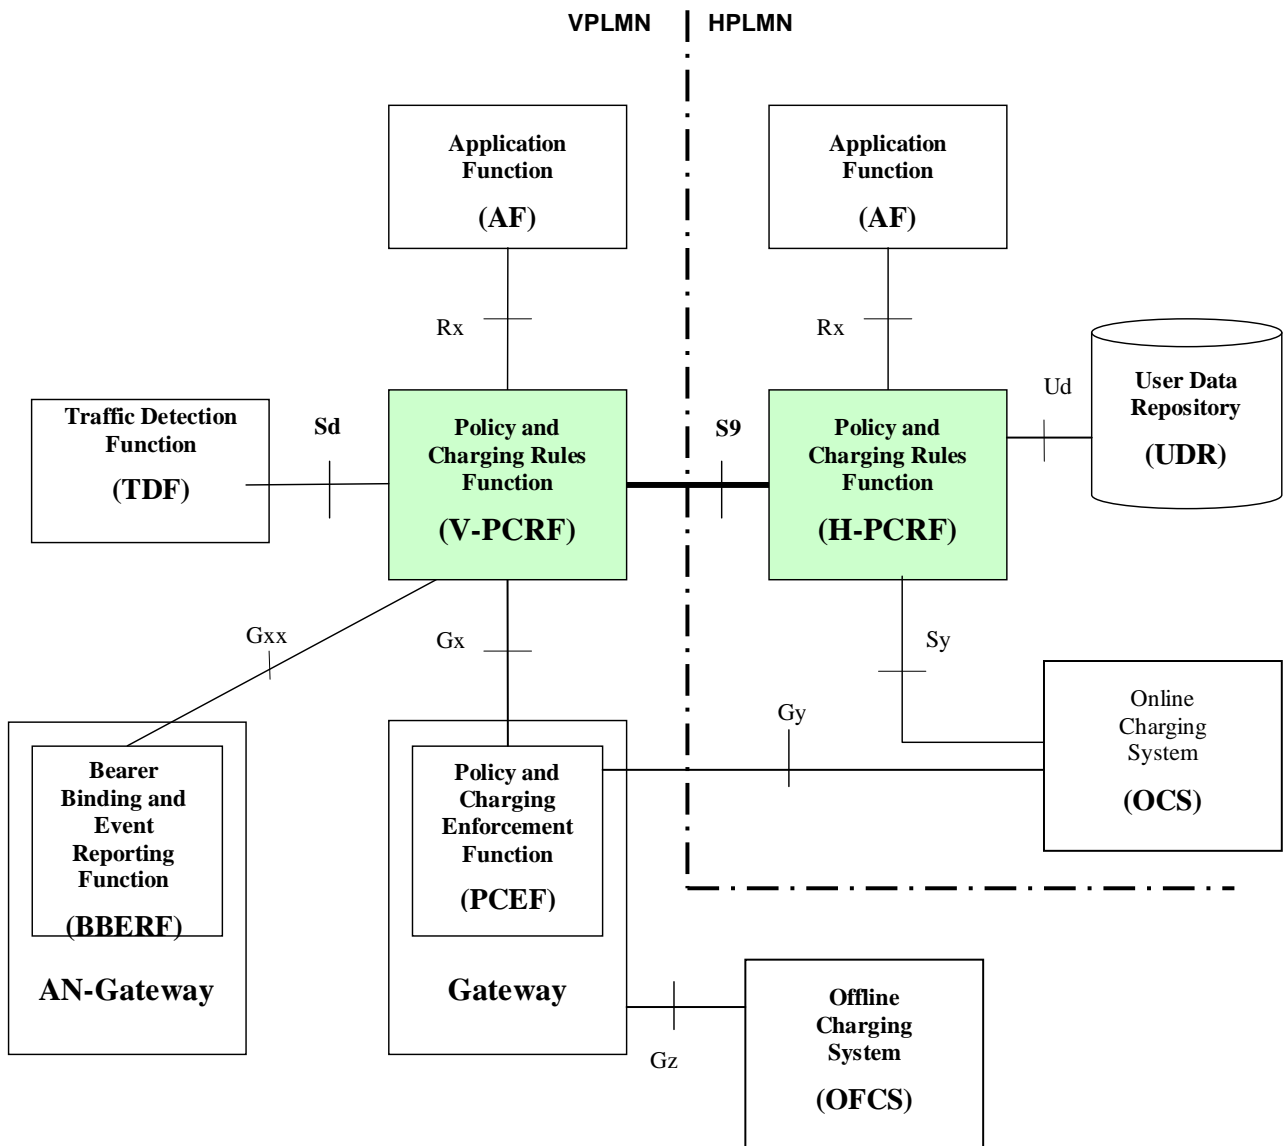 VPLMN
HPLMN
Application
Function
(AF)
Application
Function
(AF)
Rx
Rx
Traffic Detection
Function
(TDF)
Sd
Policy and
Charging Rules
Function
(V-PCRF)
S9
Policy and
Charging Rules
Function
(H-PCRF)
Ud
User Data
Repository
(UDR)
Gxx
Gx
Sy
Gy
Online
Charging
System
(OCS)
Bearer
Binding and
Event
Reporting
Function
(BBERF)
AN-Gateway
Policy and
Charging
Enforcement
Function
(PCEF)
Gateway
Gz
Offline
Charging
System
(OFCS)